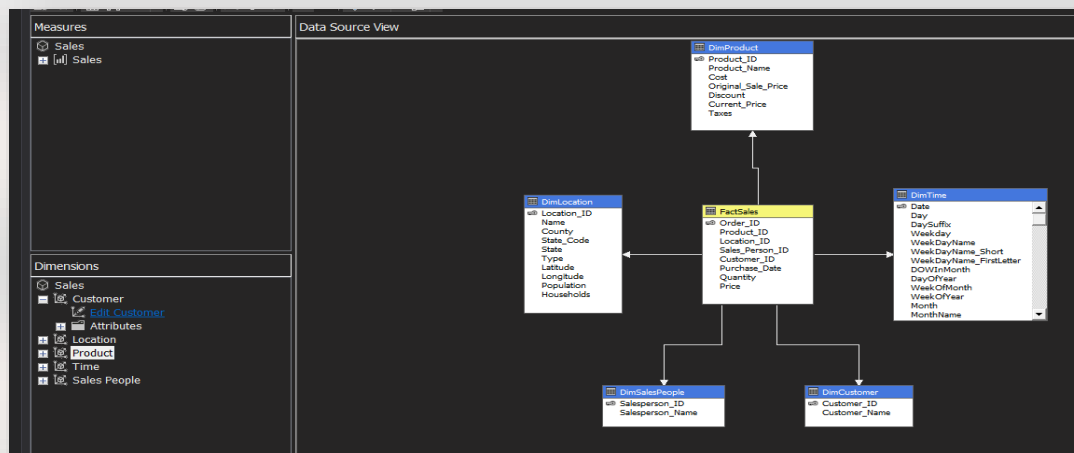 Measures
Sales
Sales
Dimensions
Sales
Customer
Edit Customer
Attributes
Location
Product
Time
Sales People
Data Source View
DimProduct
Product_ID
Product_Name
Cost
Original_Sale_Price
Discount
Current_Price
Taxes
DimLocation
Location_ID
Name
County
State_Code
State
Type
Latitude
Longitude
Population
Households
FactSales
Order_ID
Product_ID
Location_ID
Sales_Person_ID
Customer_ID
Purchase_Date
Quantity
Price
DimTime
Date
Day
DaySuffix
Weekday
WeekDayName
WeekDayName_Short
WeekDayName_FirstLetter
DOWInMonth
DayOfYear
WeekOfMonth
WeekOfYear
Month
MonthName
DimSalesPeople
Salesperson_ID
Salesperson_Name
DimCustomer
Customer_ID
Customer_Name